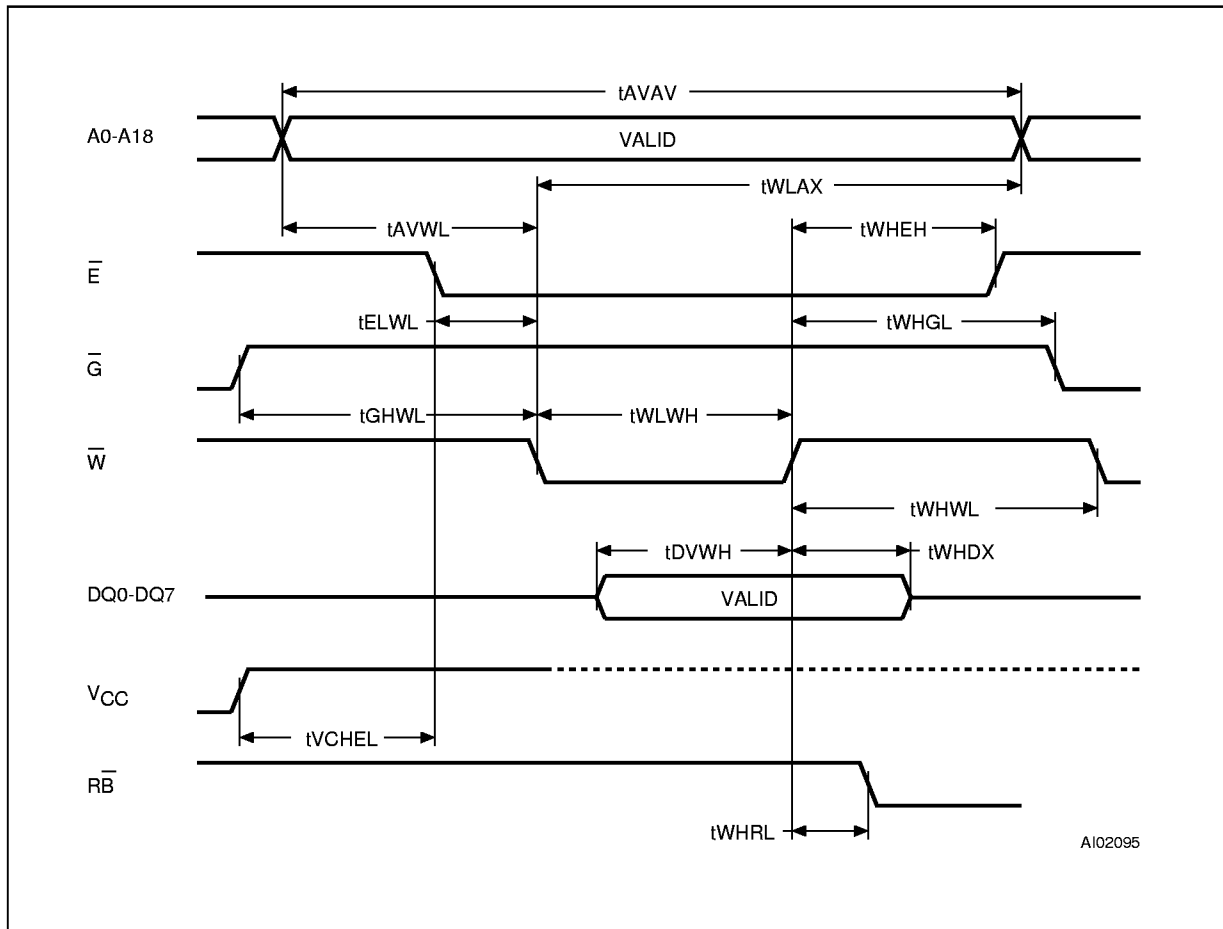 tAVAV
A0-A18
VALID
tWLAX
tAVWL
tWHEH
E̅
tELWL
tWHGL
G̅
tGHWL
tWLWH
W̅
tWHWL
tDVWH
tWHDX
DQ0-DQ7
VALID
VCC
tVCHEL
RB̅
tWHRL
AI02095